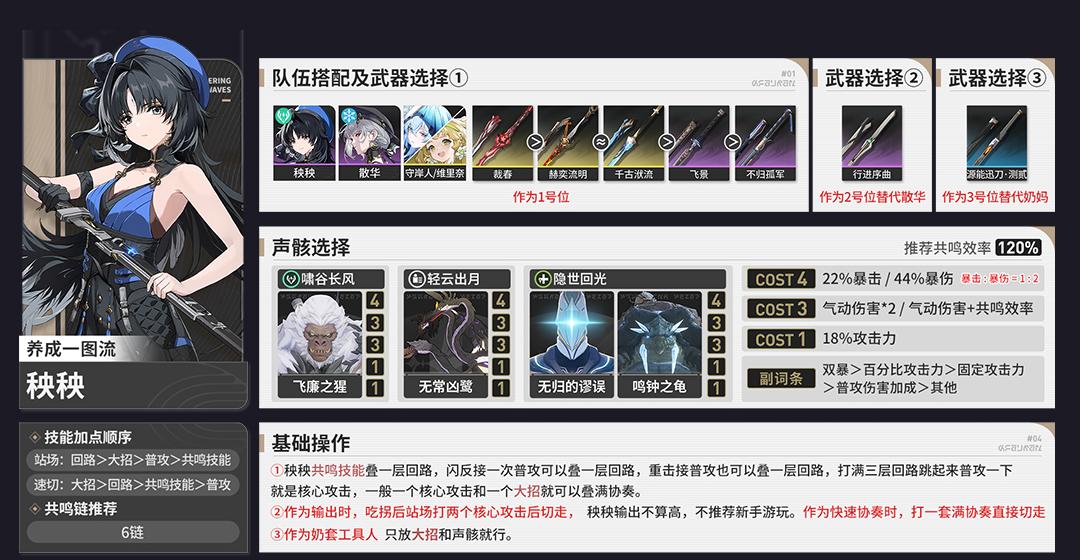 ERING
WAVES
养成一图流
秧秧
技能加点顺序
站场：回路＞大招＞普攻＞共鸣技能
速切：大招＞回路＞共鸣技能＞普攻
共鸣链推荐
6链
队伍搭配及武器选择①
#01
秧秧
散华
守岸人/维里奈
裁春
>
赫奕流明
≈
千古洑流
>
飞景
>
不归孤军
作为1号位
武器选择②
行进序曲
作为2号位替代散华
武器选择③
源能迅刀·测贰
作为3号位替代奶妈
声骸选择
推荐共鸣效率 120%
啸谷长风
飞廉之猩
4
3
3
1
1
轻云出月
无常凶鹭
4
3
3
1
1
隐世回光
无归的谬误
鸣钟之龟
4
3
3
1
1
COST 4 22%暴击 / 44%暴伤 暴击：暴伤＝1：2
COST 3 气动伤害*2 / 气动伤害+共鸣效率
COST 1 18%攻击力
副词条
双暴＞百分比攻击力＞固定攻击力
＞普攻伤害加成＞其他
基础操作
#04
①秧秧共鸣技能叠一层回路，闪反接一次普攻可以叠一层回路，重击接普攻也可以叠一层回路，打满三层回路跳起来普攻一下
就是核心攻击，一般一个核心攻击和一个大招就可以叠满协奏。
②作为输出时，吃拐后站场打两个核心攻击后切走， 秧秧输出不算高，不推荐新手游玩。作为快速协奏时，打一套满协奏直接切走
③作为奶套工具人 只放大招和声骸就行。